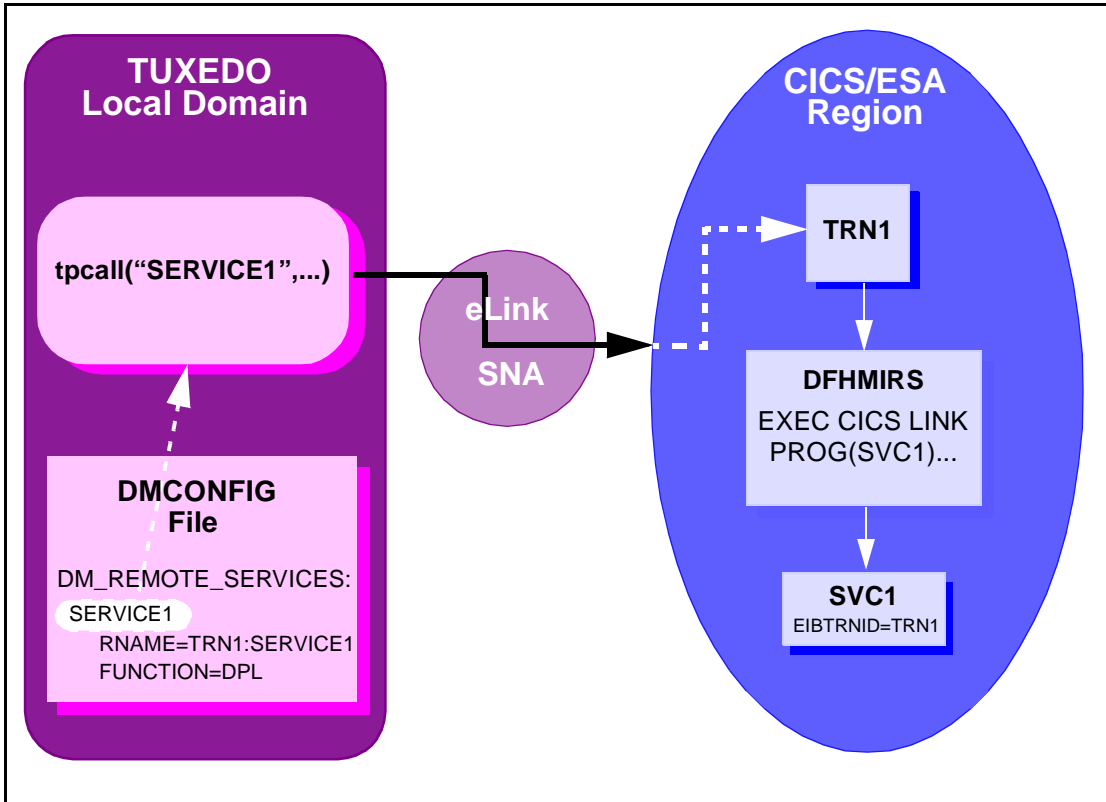 TUXEDO
Local Domain
tpcall(“SERVICE1”,...)
DMCONFIG
File
DM_REMOTE_SERVICES:
SERVICE1
RNAME=TRN1:SERVICE1
FUNCTION=DPL
eLink
SNA
CICS/ESA
Region
TRN1
DFHMIRS
EXEC CICS LINK
PROG(SVC1)...
SVC1
EIBTRNID=TRN1